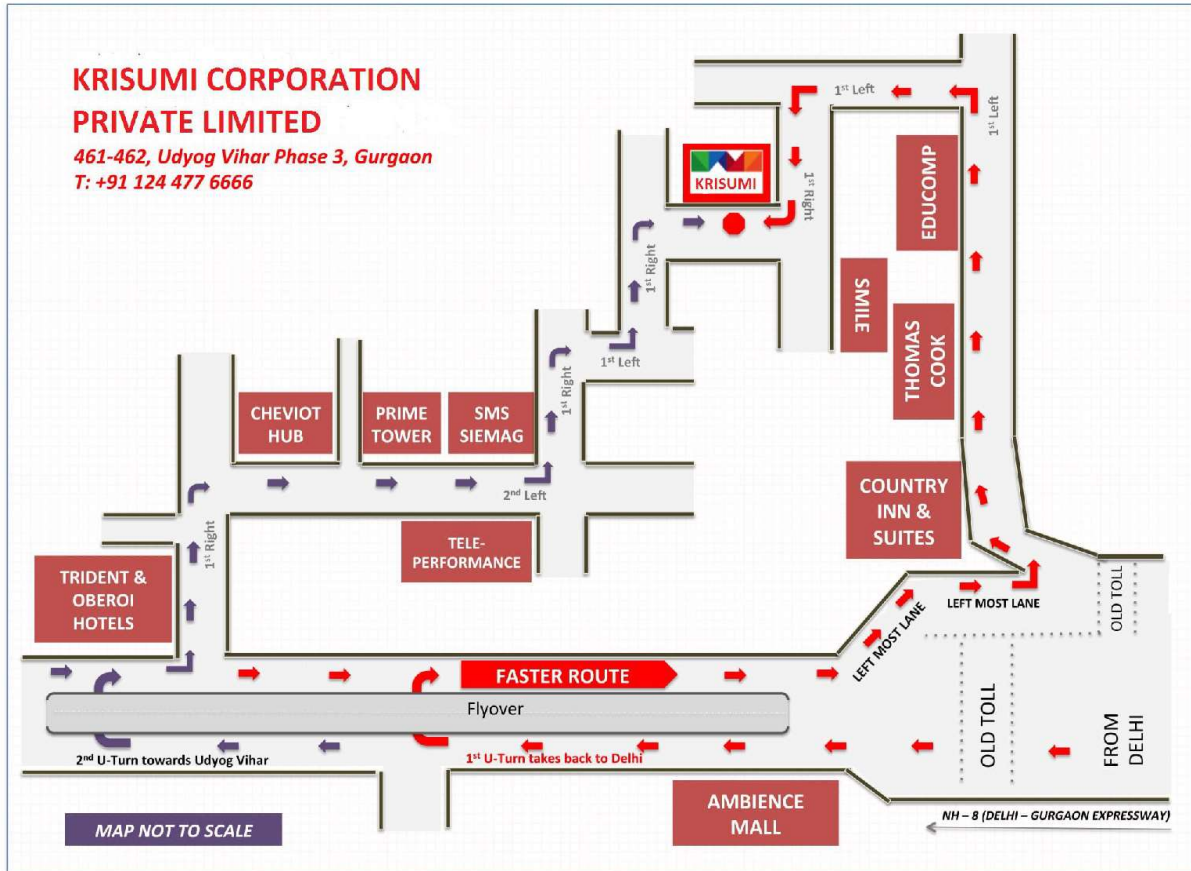 KRISUMI CORPORATION
PRIVATE LIMITED
461-462, Udyog Vihar Phase 3, Gurgaon
T: +91 124 477 6666
1st Left
1st Left
KRISUMI
1st Right
EDUCOMP
1st Right
SMILE
THOMAS
COOK
1st Left
1st Right
CHEVIOT
HUB
PRIME
TOWER
SMS
SIEMAG
2nd Left
COUNTRY
INN &
SUITES
1st Right
TELE-
PERFORMANCE
TRIDENT &
OBEROI
HOTELS
LEFT MOST LANE
LEFT MOST LANE
OLD TOLL
FASTER ROUTE
Flyover
OLD TOLL
FROM
DELHI
2nd U-Turn towards Udyog Vihar
1st U-Turn takes back to Delhi
AMBIENCE
MALL
NH – 8 (DELHI – GURGAON EXPRESSWAY)
MAP NOT TO SCALE